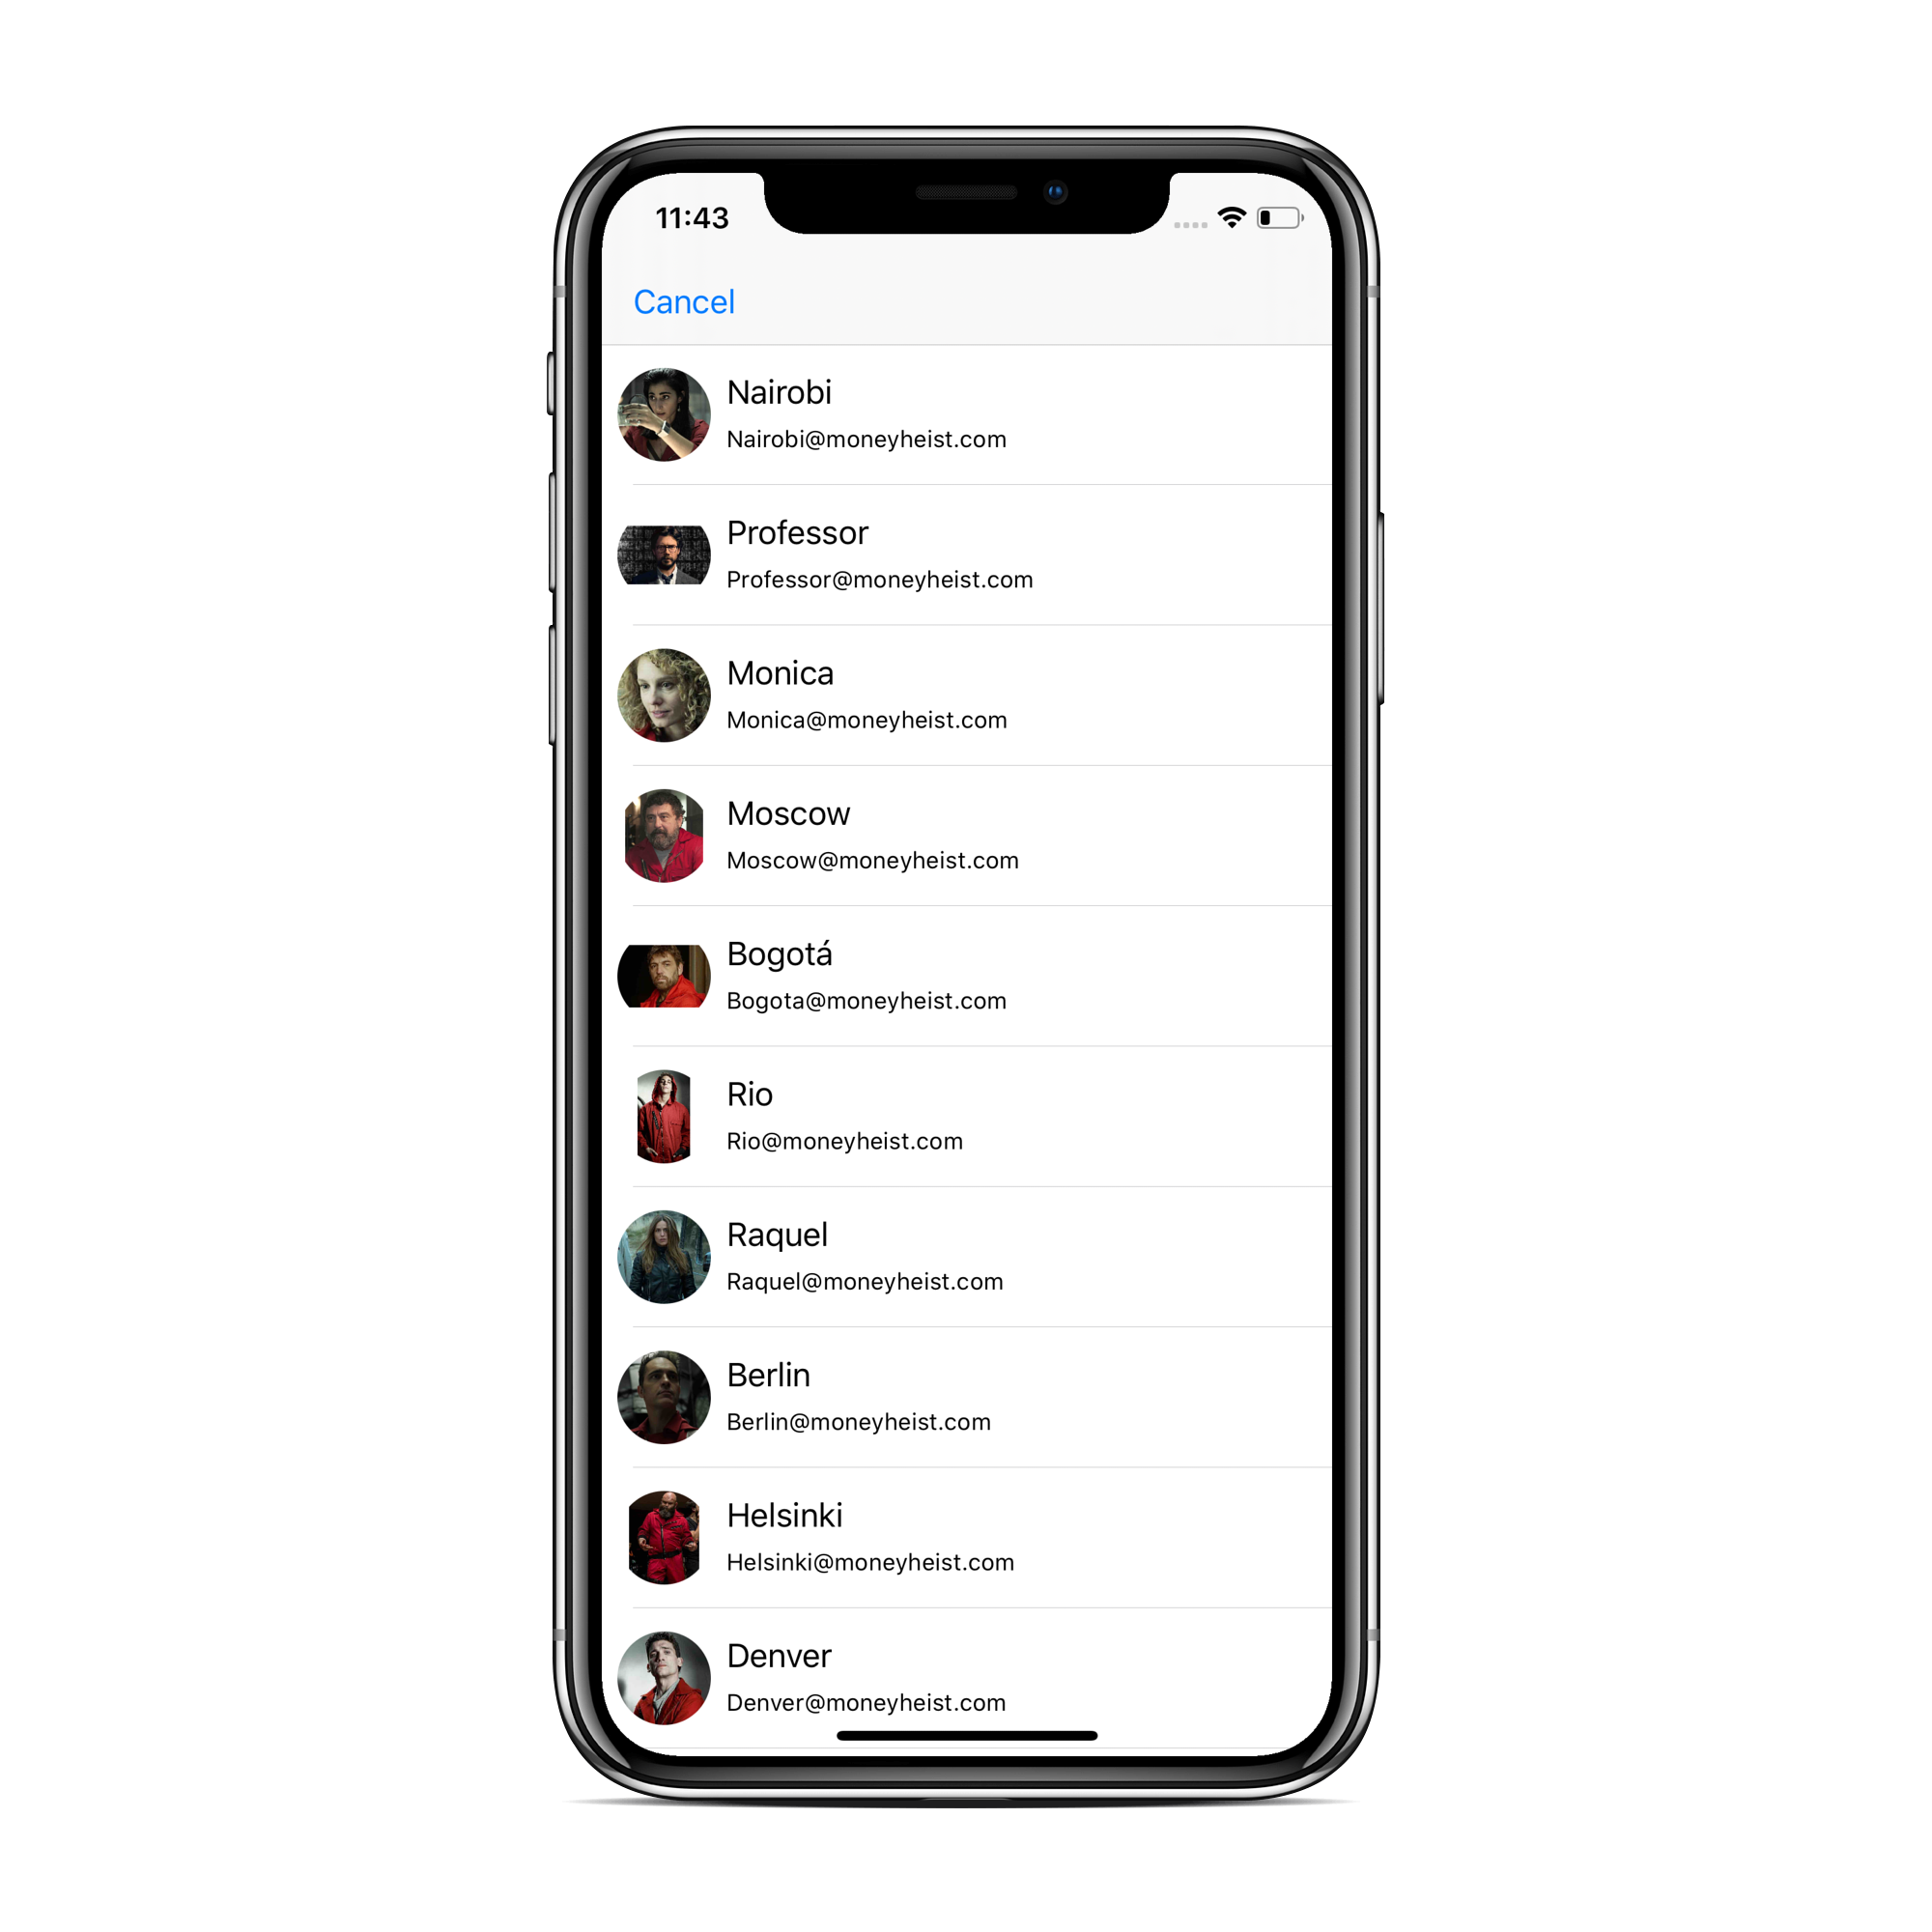 11:43
Cancel
Nairobi
Nairobi@moneyheist.com
Professor
Professor@moneyheist.com
Monica
Monica@moneyheist.com
Moscow
Moscow@moneyheist.com
Bogotá
Bogota@moneyheist.com
Rio
Rio@moneyheist.com
Raquel
Raquel@moneyheist.com
Berlin
Berlin@moneyheist.com
Helsinki
Helsinki@moneyheist.com
Denver
Denver@moneyheist.com